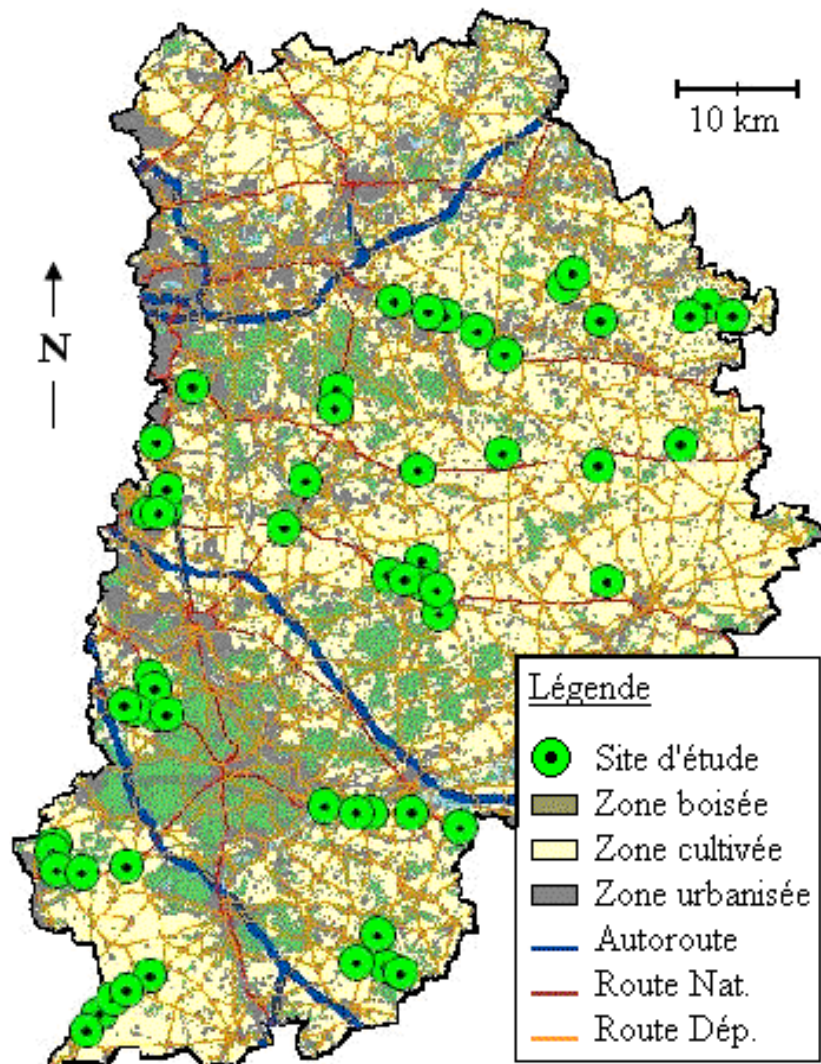 10 km
N
Légende
Site d'étude
Zone boisée
Zone cultivée
Zone urbanisée
Autoroute
Route Nat.
Route Dép.